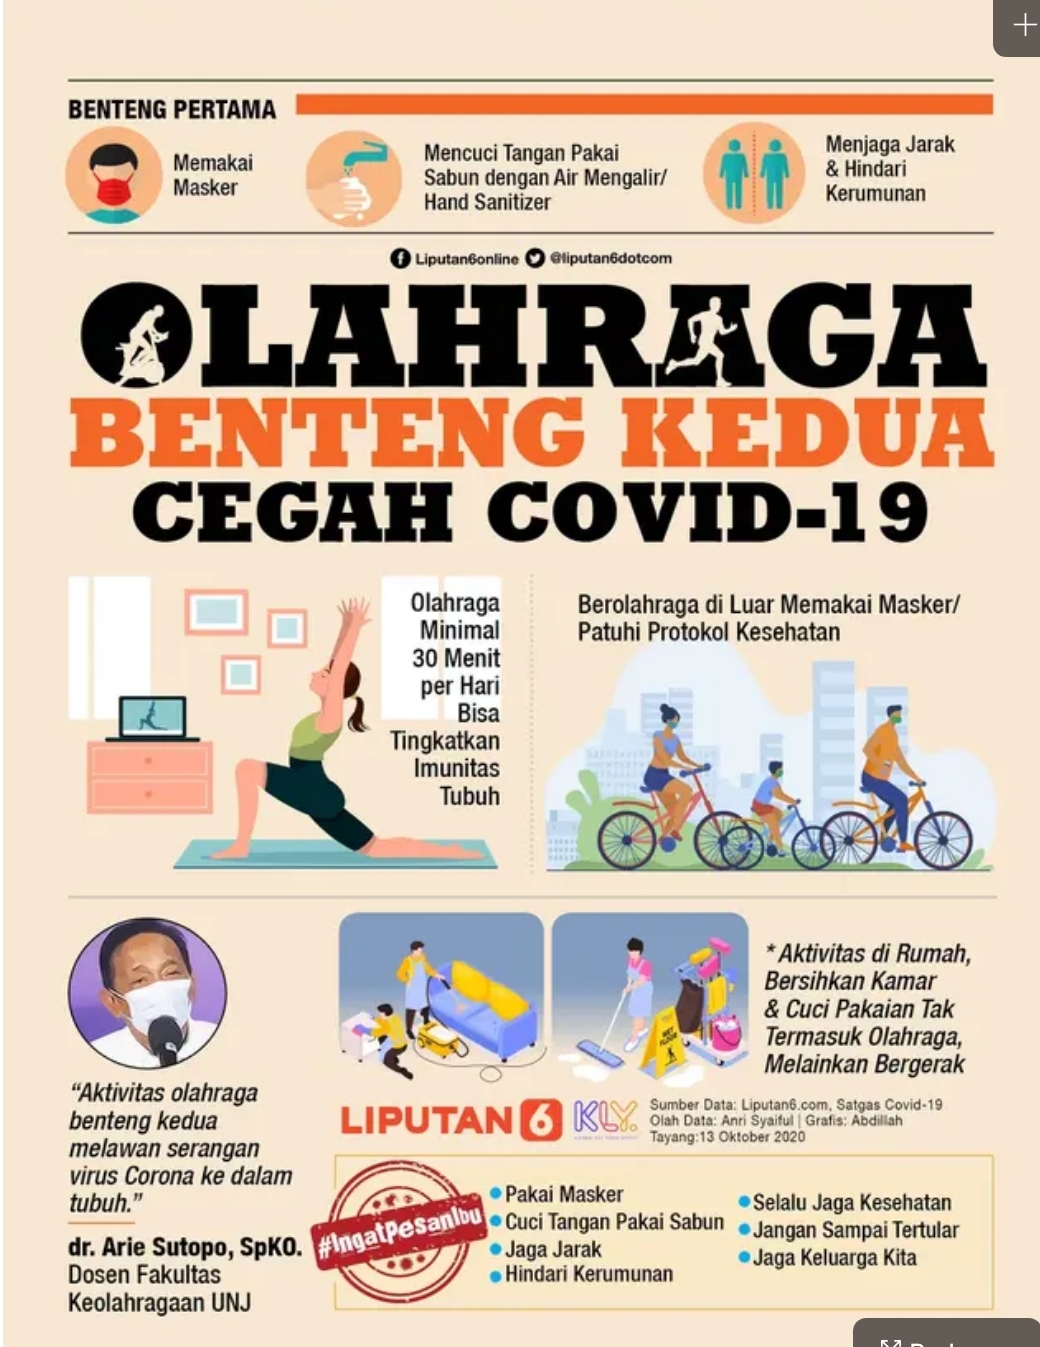 BENTENG PERTAMA
Memakai
Masker
Mencuci Tangan Pakai
Sabun dengan Air Mengalir/
Hand Sanitizer
Menjaga Jarak
& Hindari
Kerumunan
Liputan6online @liputan6dotcom
OLAHRAGA
BENTENG KEDUA
CEGAH COVID-19
Olahraga
Minimal
30 Menit
per Hari
Bisa
Tingkatkan
Imunitas
Tubuh
Berolahraga di Luar Memakai Masker/
Patuhi Protokol Kesehatan
WET
FLOOR
* Aktivitas di Rumah,
Bersihkan Kamar
& Cuci Pakaian Tak
Termasuk Olahraga,
Melainkan Bergerak
“Aktivitas olahraga
benteng kedua
melawan serangan
virus Corona ke dalam
tubuh.”
dr. Arie Sutopo, SpKO.
Dosen Fakultas
Keolahragaan UNJ
LIPUTAN 6
KLY.
Sumber Data: Liputan6.com, Satgas Covid-19
Olah Data: Anri Syaiful | Grafis: Abdillah
Tayang:13 Oktober 2020
#IngatPesanIbu
Pakai Masker
Cuci Tangan Pakai Sabun
Jaga Jarak
Hindari Kerumunan
Selalu Jaga Kesehatan
Jangan Sampai Tertular
Jaga Keluarga Kita